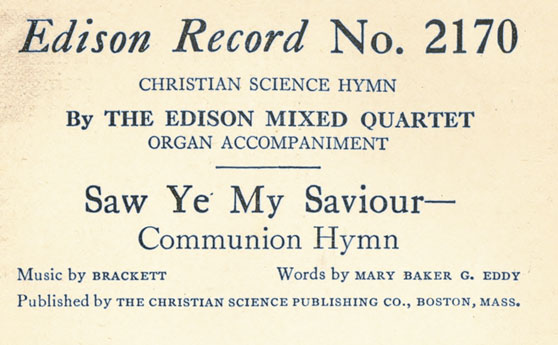 Edison Record No. 2170
CHRISTIAN SCIENCE HYMN
By THE EDISON MIXED QUARTET
ORGAN ACCOMPANIMENT
Saw Ye My Saviour—
Communion Hymn
Music by BRACKETT Words by MARY BAKER G. EDDY
Published by THE CHRISTIAN SCIENCE PUBLISHING CO., BOSTON, MASS.